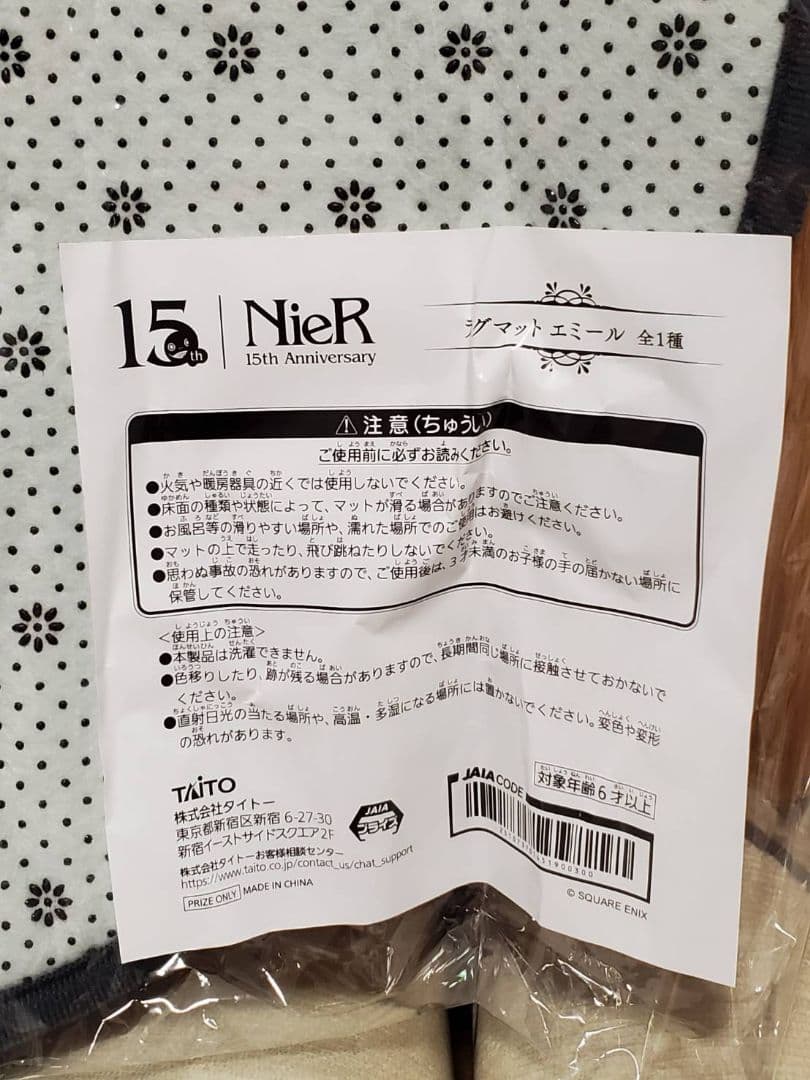 15th
NieR
15th Anniversary
ラグマット エミール 全1種
注意(ちゅうい)
ご使用前に必ずお読みください。
●火気や暖房器具の近くでは使用しないでください。
●床面の種類や状態によって、マットが滑る場合がありますのでご注意ください。
●お風呂等の滑りやすい場所や、濡れた場所でのご使用はお避けください。
●マットの上で走ったり、飛び跳ねたりしないでください。
●思わぬ事故の恐れがありますので、ご使用後は、3才未満のお子様の手の届かない場所に
保管してください。
<使用上の注意>
●本製品は洗濯できません。
●色移りしたり、跡が残る場合がありますので、長期間同じ場所に接触させておかないで
ください。
●直射日光の当たる場所や、高温・多湿になる場所には置かないでください。変色や変形
の恐れがあります。
TAITO
株式会社タイトー
東京都新宿区新宿 6-27-30
新宿イーストサイドスクエア2F
株式会社タイトーお客様相談センター
https://www.taito.co.jp/contact_us/chat_support
PRIZE ONLY MADE IN CHINA
JAIA
プライズ
JAIA CODE
対象年齢6才以上
© SQUARE ENIX